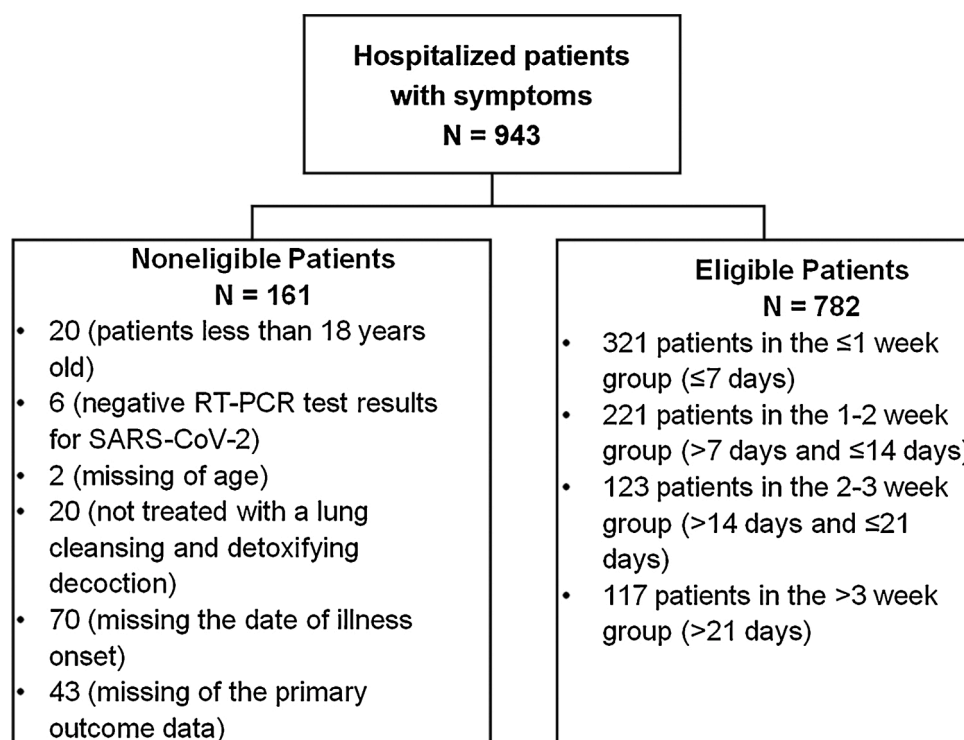 Hospitalized patients
with symptoms
N = 943
Noneligible Patients
N = 161
• 20 (patients less than 18 years
old)
• 6 (negative RT-PCR test results
for SARS-CoV-2)
• 2 (missing of age)
• 20 (not treated with a lung
cleansing and detoxifying
decoction)
• 70 (missing the date of illness
onset)
• 43 (missing of the primary
outcome data)
Eligible Patients
N = 782
• 321 patients in the ≤1 week
group (≤7 days)
• 221 patients in the 1-2 week
group (>7 days and ≤14 days)
• 123 patients in the 2-3 week
group (>14 days and ≤21
days)
• 117 patients in the >3 week
group (>21 days)